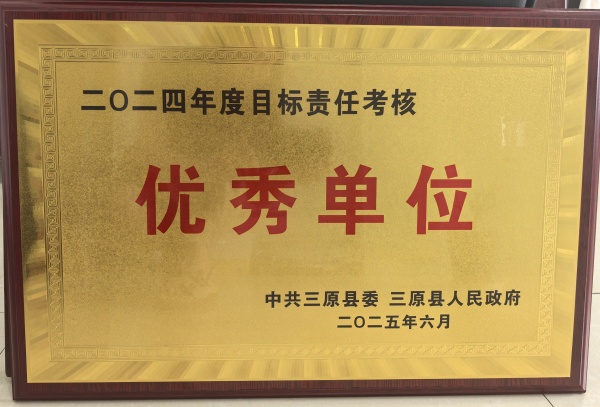 二〇二四年度目标责任考核
优秀单位
中共三原县委 三原县人民政府
二〇二五年六月